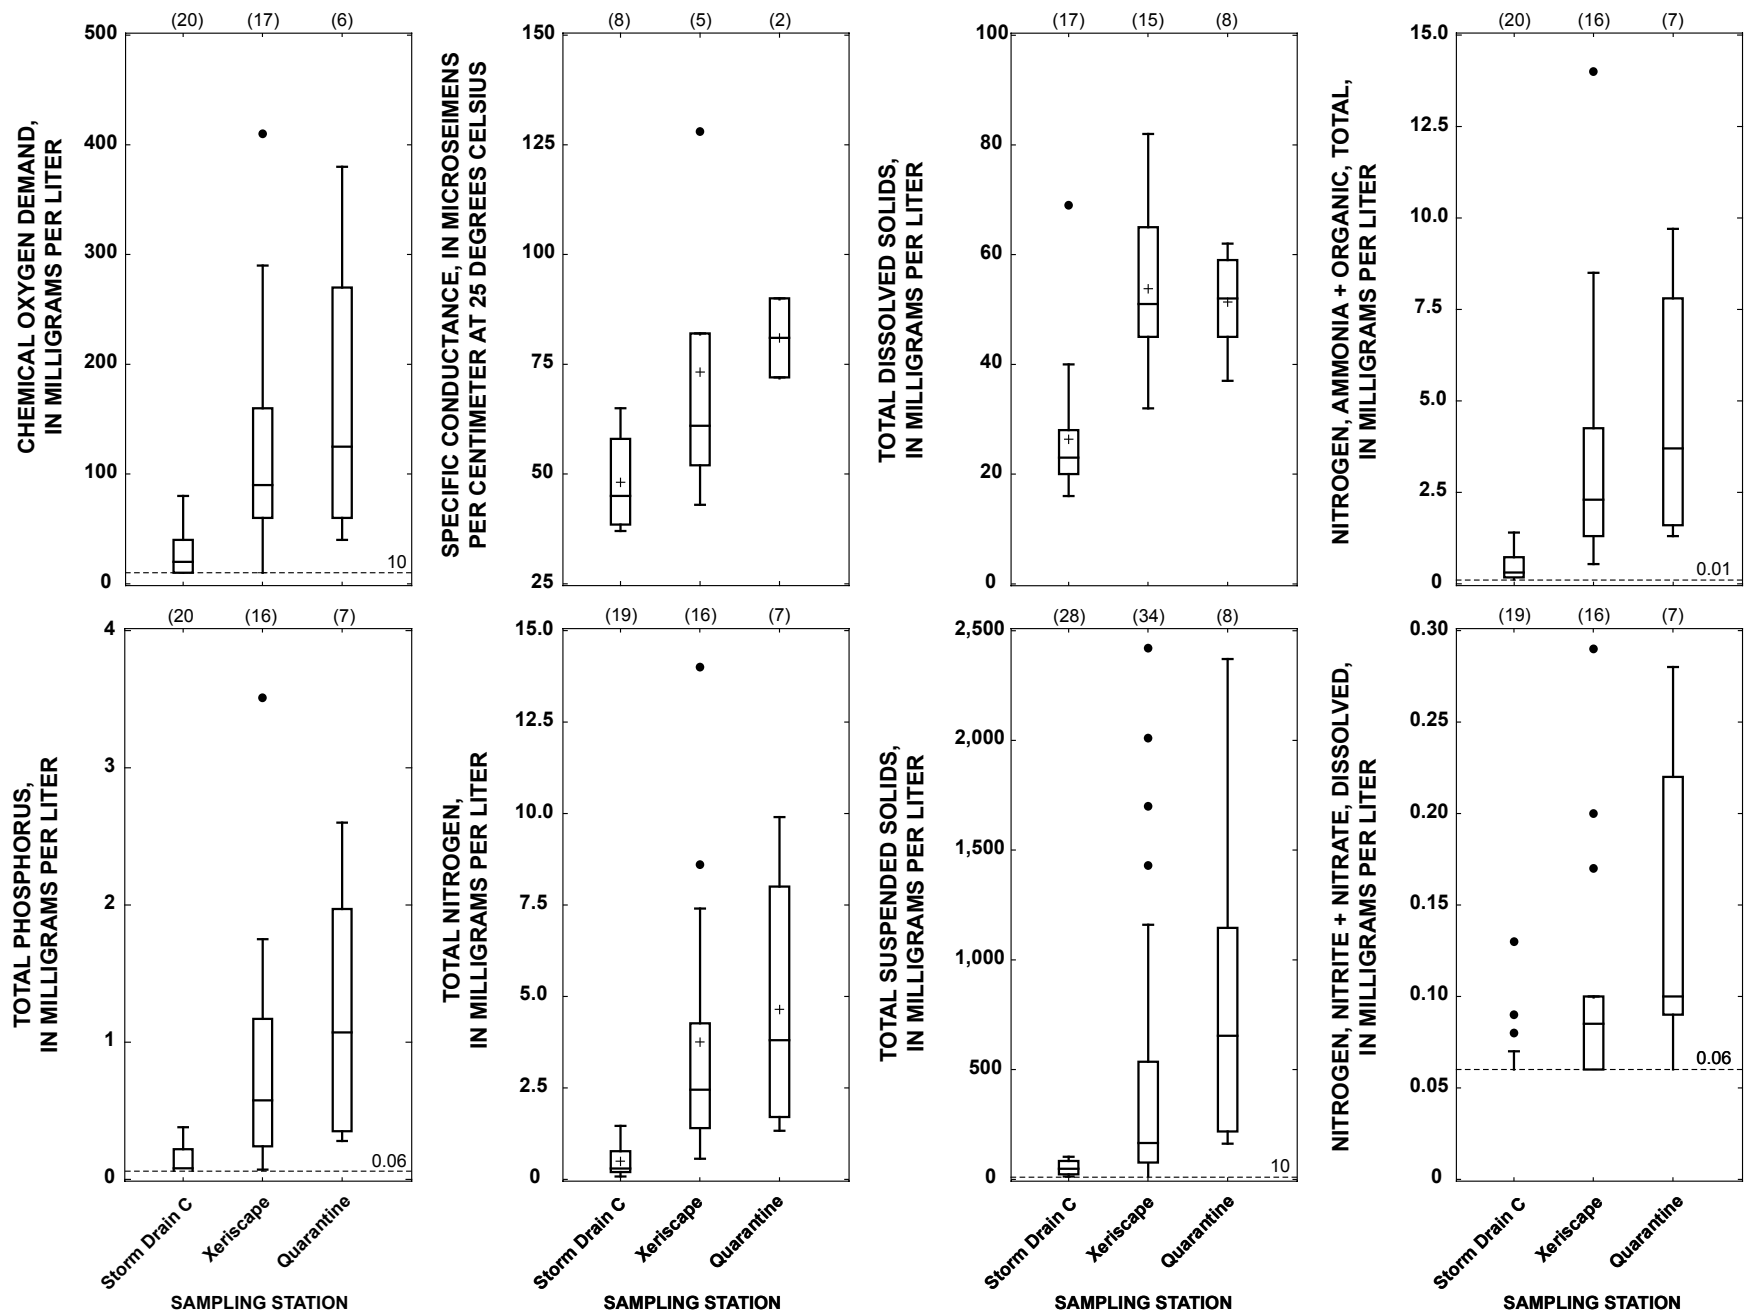 (20) (17) (6)
500
400
300
200
100
0
10
CHEMICAL OXYGEN DEMAND,
IN MILLIGRAMS PER LITER
(8) (5) (2)
150
125
100
75
50
25
SPECIFIC CONDUCTANCE, IN MICROSEIMENS
PER CENTIMETER AT 25 DEGREES CELSIUS
(17) (15) (8)
100
80
60
40
20
0
TOTAL DISSOLVED SOLIDS,
IN MILLIGRAMS PER LITER
(20) (16) (7)
15.0
12.5
10.0
7.5
5.0
2.5
0
0.01
NITROGEN, AMMONIA + ORGANIC, TOTAL,
IN MILLIGRAMS PER LITER
(20 (16) (7)
4
3
2
1
0
0.06
TOTAL PHOSPHORUS,
IN MILLIGRAMS PER LITER
Storm Drain C
Xeriscape
Quarantine
SAMPLING STATION
(19) (16) (7)
15.0
12.5
10.0
7.5
5.0
2.5
0
TOTAL NITROGEN,
IN MILLIGRAMS PER LITER
Storm Drain C
Xeriscape
Quarantine
SAMPLING STATION
(28) (34) (8)
2,500
2,000
1,500
1,000
500
0
10
TOTAL SUSPENDED SOLIDS,
IN MILLIGRAMS PER LITER
Storm Drain C
Xeriscape
Quarantine
SAMPLING STATION
(19) (16) (7)
0.30
0.25
0.20
0.15
0.10
0.05
0
0.06
NITROGEN, NITRITE + NITRATE, DISSOLVED,
IN MILLIGRAMS PER LITER
Storm Drain C
Xeriscape
Quarantine
SAMPLING STATION